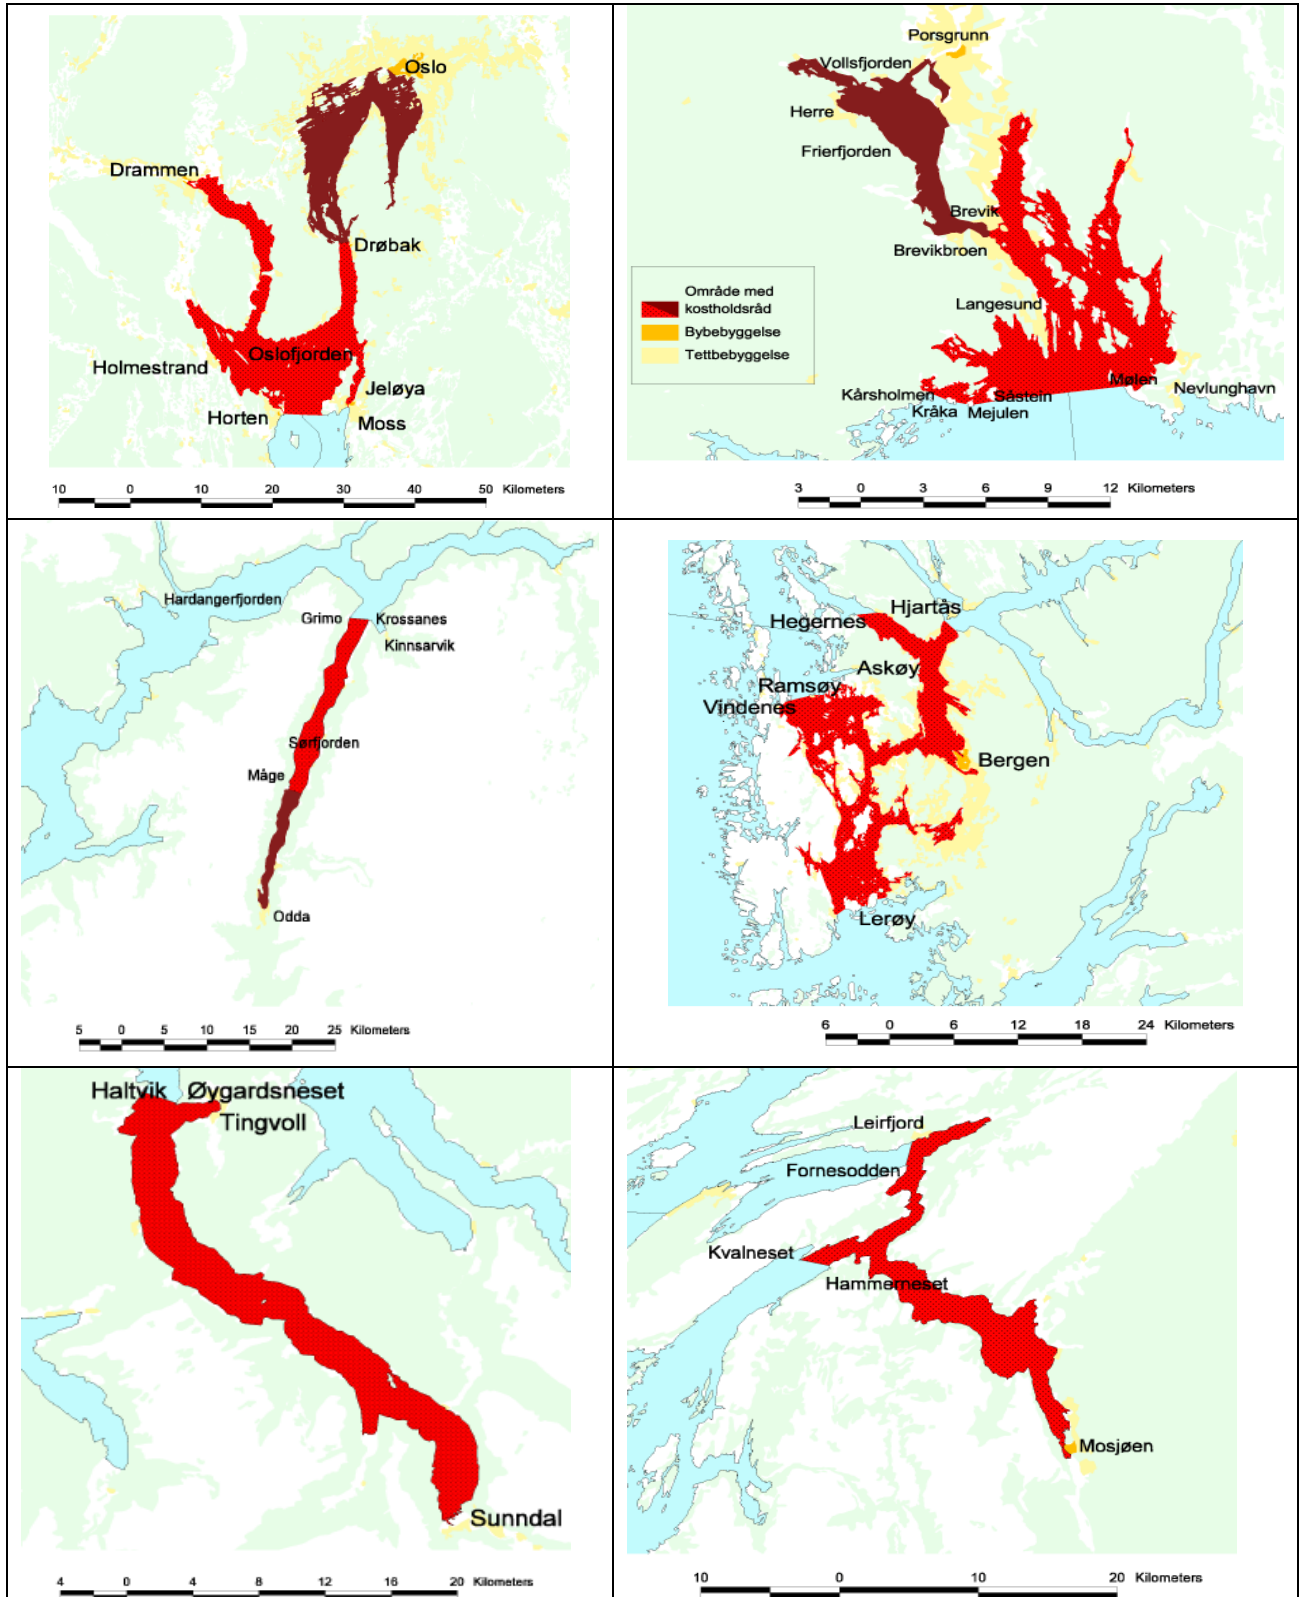 Oslo
Drammen
Drøbak
Oslofjorden
Holmestrand
Jeløya
Horten
Moss
10 0 10 20 30 40 50 Kilometers
Porsgrunn
Vollsfjorden
Herre
Frierfjorden
Brevik
Brevikbroen
Område med
kostholdsråd
Bybebyggelse
Tettbebyggelse
Langesund
Mølen
Nevlunghavn
Kårsholmen
Såstein
Kråka
Mejulen
3 0 3 6 9 12 Kilometers
Hardangerfjorden
Grimo
Krossanes
Kinnsarvik
Sørfjorden
Måge
Odda
5 0 5 10 15 20 25 Kilometers
Hjartås
Hegernes
Askøy
Ramsøy
Vindenes
Bergen
Lerøy
6 0 6 12 18 24 Kilometers
Haltvik
Øygardsneset
Tingvoll
Sunndal
4 0 4 8 12 16 20 Kilometers
Leirfjord
Fornesodden
Kvalneset
Hammerneset
Mosjøen
10 0 10 20 Kilometers